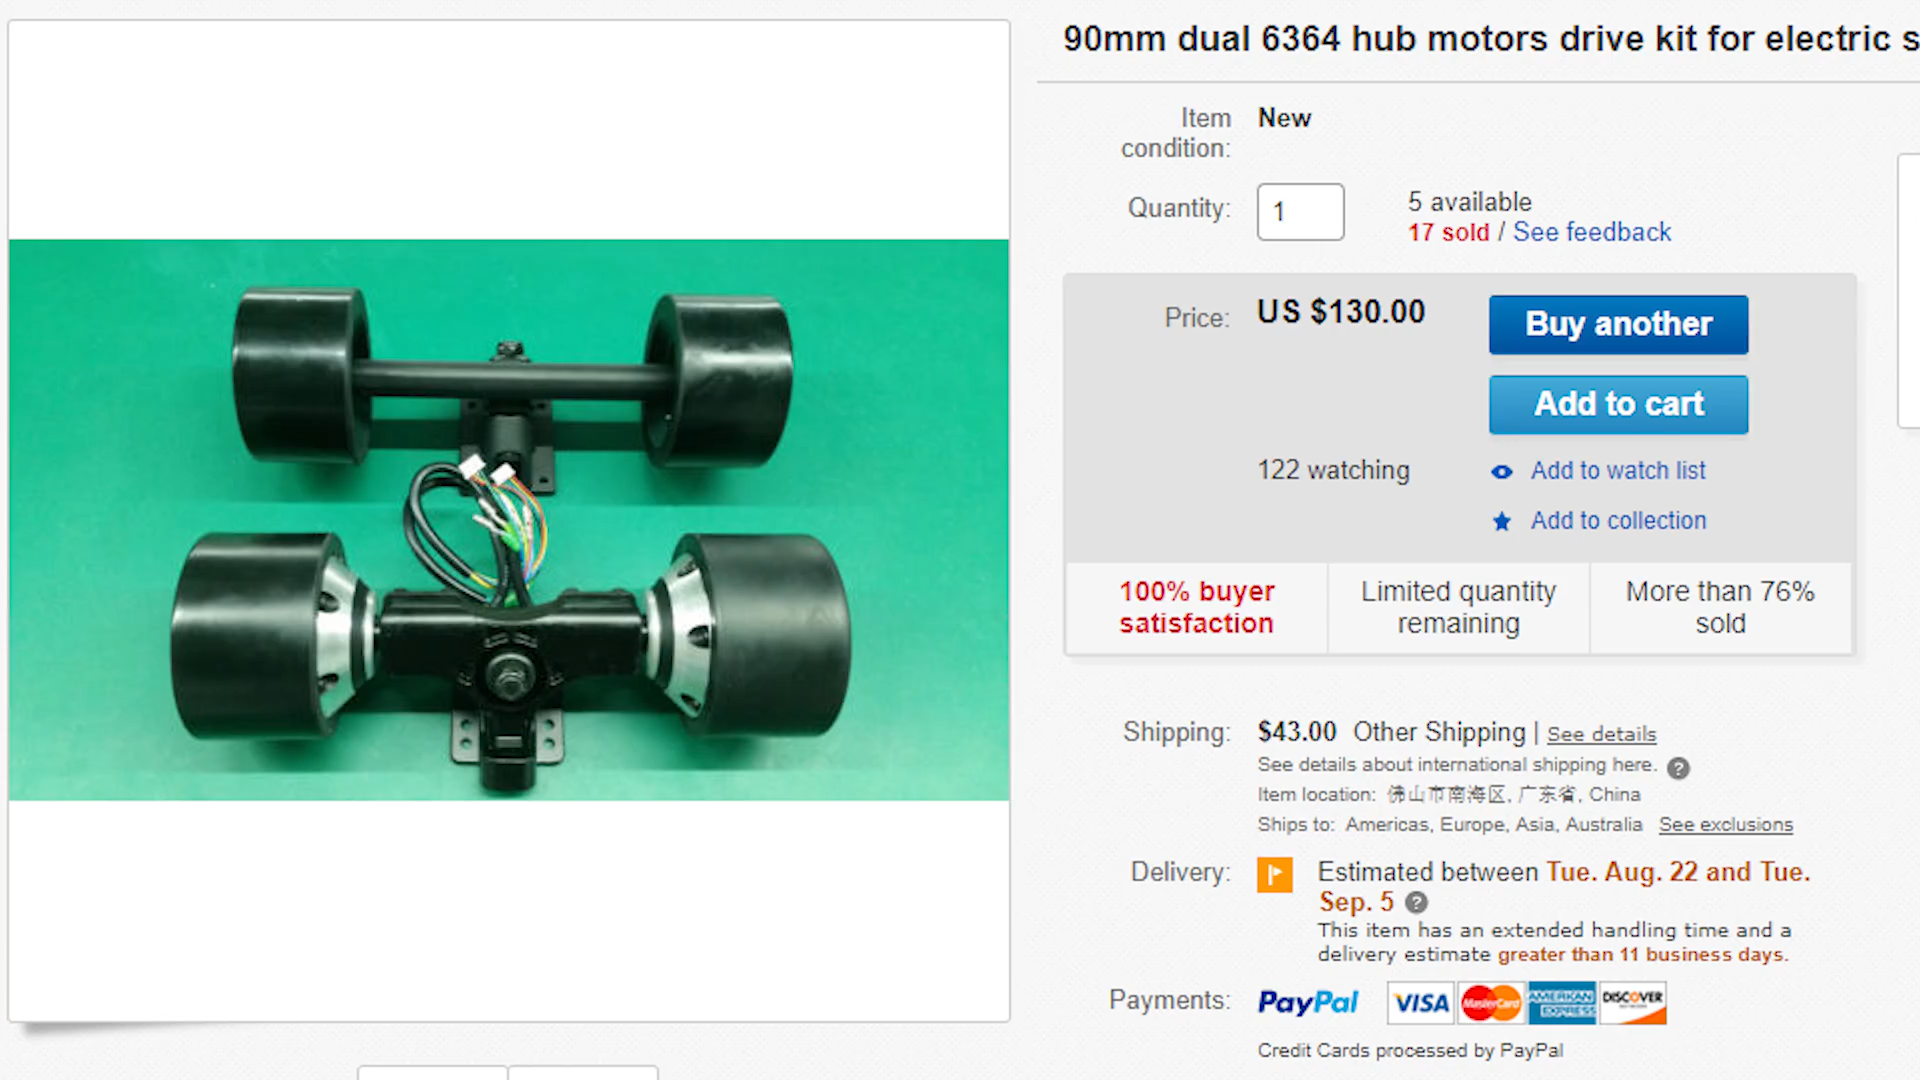 90mm dual 6364 hub motors drive kit for electric s
Item condition:
New
Quantity:
1
5 available
17 sold / See feedback
Price:
US $130.00
Buy another
Add to cart
122 watching
Add to watch list
Add to collection
100% buyer satisfaction
Limited quantity remaining
More than 76% sold
Shipping:
$43.00 Other Shipping | See details
See details about international shipping here. ?
Item location: 佛山市南海区, 广东省, China
Ships to: Americas, Europe, Asia, Australia See exclusions
Delivery:
Estimated between Tue. Aug. 22 and Tue.
Sep. 5 ?
This item has an extended handling time and a
delivery estimate greater than 11 business days.
Payments:
PayPal VISA MasterCard AMERICAN EXPRESS DISCOVER
Credit Cards processed by PayPal